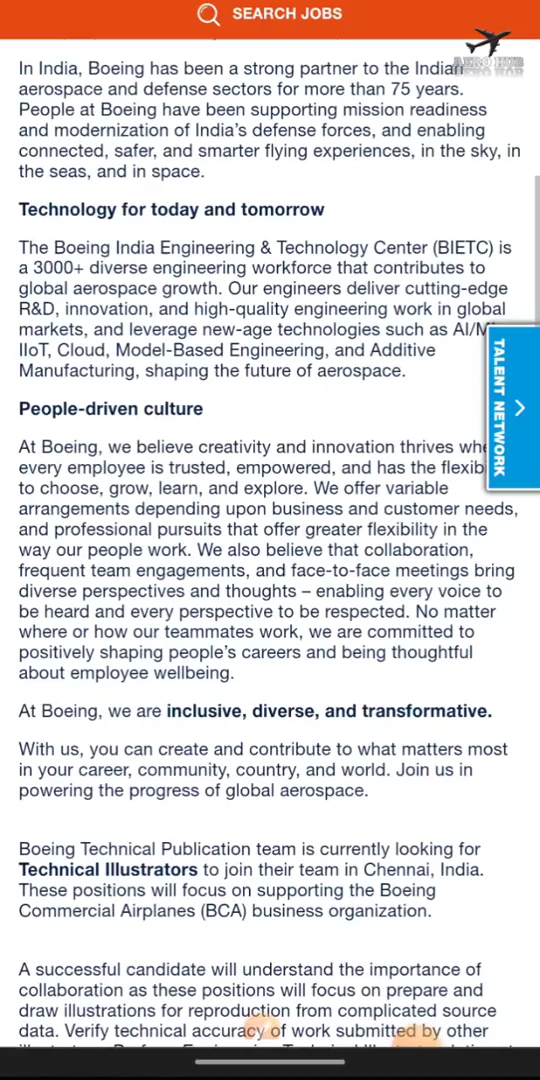 SEARCH JOBS
AERO HUB
In India, Boeing has been a strong partner to the Indian
aerospace and defense sectors for more than 75 years.
People at Boeing have been supporting mission readiness
and modernization of India’s defense forces, and enabling
connected, safer, and smarter flying experiences, in the sky, in
the seas, and in space.
Technology for today and tomorrow
The Boeing India Engineering & Technology Center (BIETC) is
a 3000+ diverse engineering workforce that contributes to
global aerospace growth. Our engineers deliver cutting-edge
R&D, innovation, and high-quality engineering work in global
markets, and leverage new-age technologies such as AI/M
IIoT, Cloud, Model-Based Engineering, and Additive
Manufacturing, shaping the future of aerospace.
TALENT NETWORK
People-driven culture
At Boeing, we believe creativity and innovation thrives whe
every employee is trusted, empowered, and has the flexib
to choose, grow, learn, and explore. We offer variable
arrangements depending upon business and customer needs,
and professional pursuits that offer greater flexibility in the
way our people work. We also believe that collaboration,
frequent team engagements, and face-to-face meetings bring
diverse perspectives and thoughts – enabling every voice to
be heard and every perspective to be respected. No matter
where or how our teammates work, we are committed to
positively shaping people’s careers and being thoughtful
about employee wellbeing.
At Boeing, we are inclusive, diverse, and transformative.
With us, you can create and contribute to what matters most
in your career, community, country, and world. Join us in
powering the progress of global aerospace.
Boeing Technical Publication team is currently looking for
Technical Illustrators to join their team in Chennai, India.
These positions will focus on supporting the Boeing
Commercial Airplanes (BCA) business organization.
A successful candidate will understand the importance of
collaboration as these positions will focus on prepare and
draw illustrations for reproduction from complicated source
data. Verify technical accuracy of work submitted by other